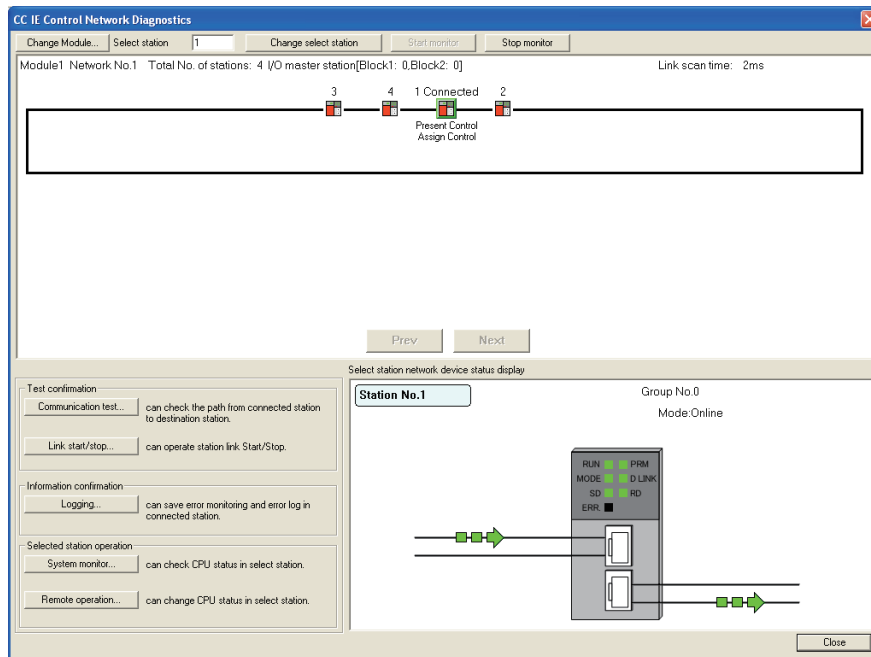 CC IE Control Network Diagnostics
Change Module... Select station 1 Change select station Start monitor Stop monitor
Module1 Network No.1 Total No. of stations: 4 I/O master station[Block1: 0,Block2: 0] Link scan time: 2ms
3 4 1 Connected 2
Present Control
Assign Control
Prev Next
Select station network device status display
Test confirmation
Communication test... can check the path from connected station
to destination station.
Link start/stop... can operate station link Start/Stop.
Information confirmation
Logging... can save error monitoring and error log in
connected station.
Selected station operation
System monitor... can check CPU status in select station.
Remote operation... can change CPU status in select station.
Station No.1 Group No.0
Mode:Online
RUN PRM
MODE D LINK
SD RD
ERR.
Close